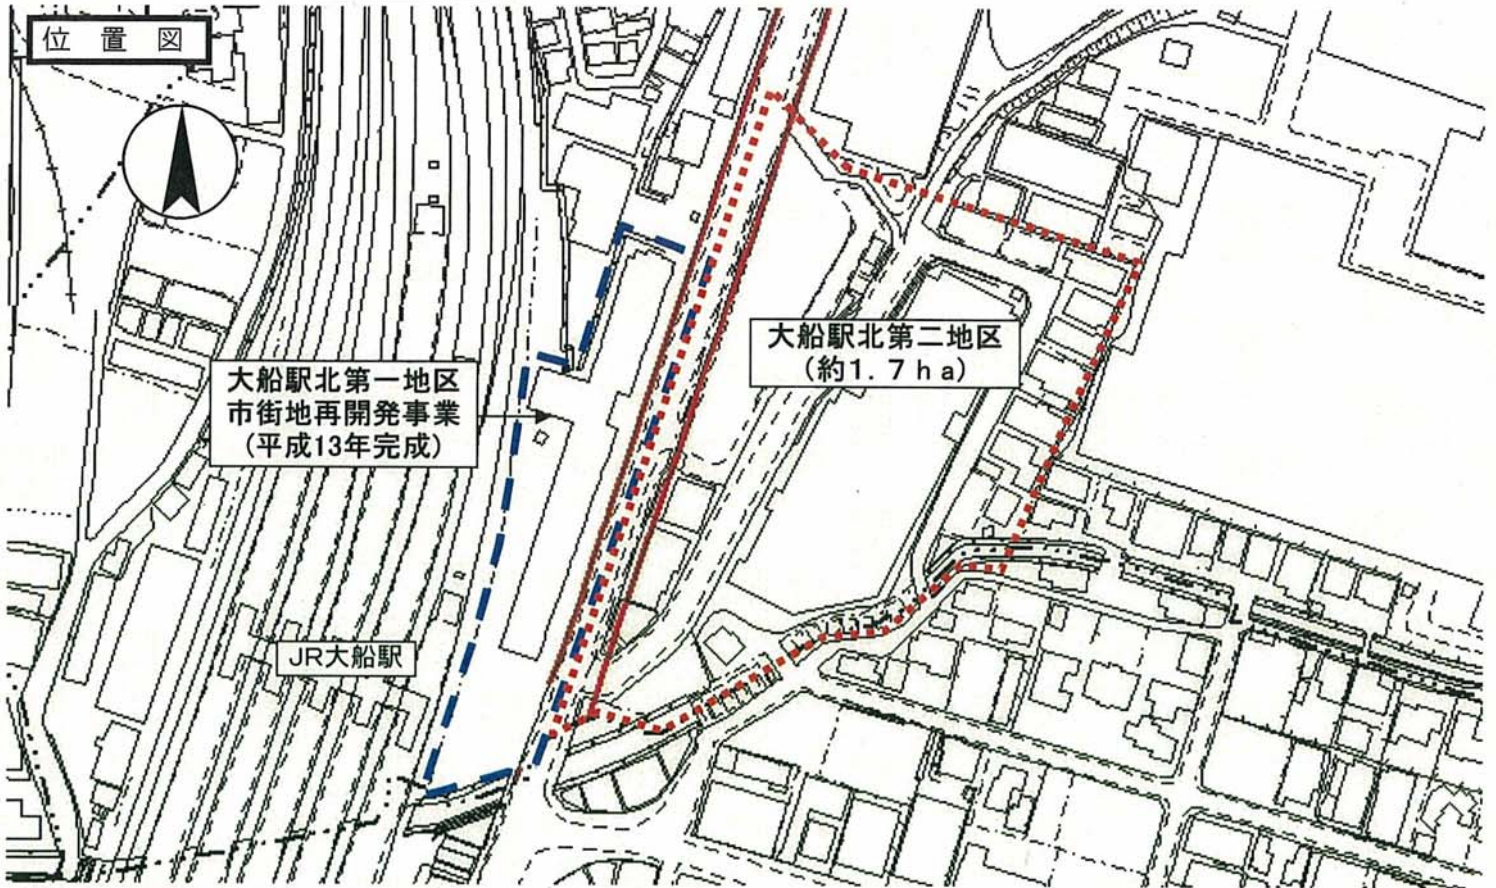 位置図
大船駅北第二地区
(約1.7ha)
大船駅北第一地区
市街地再開発事業
(平成13年完成)
JR大船駅